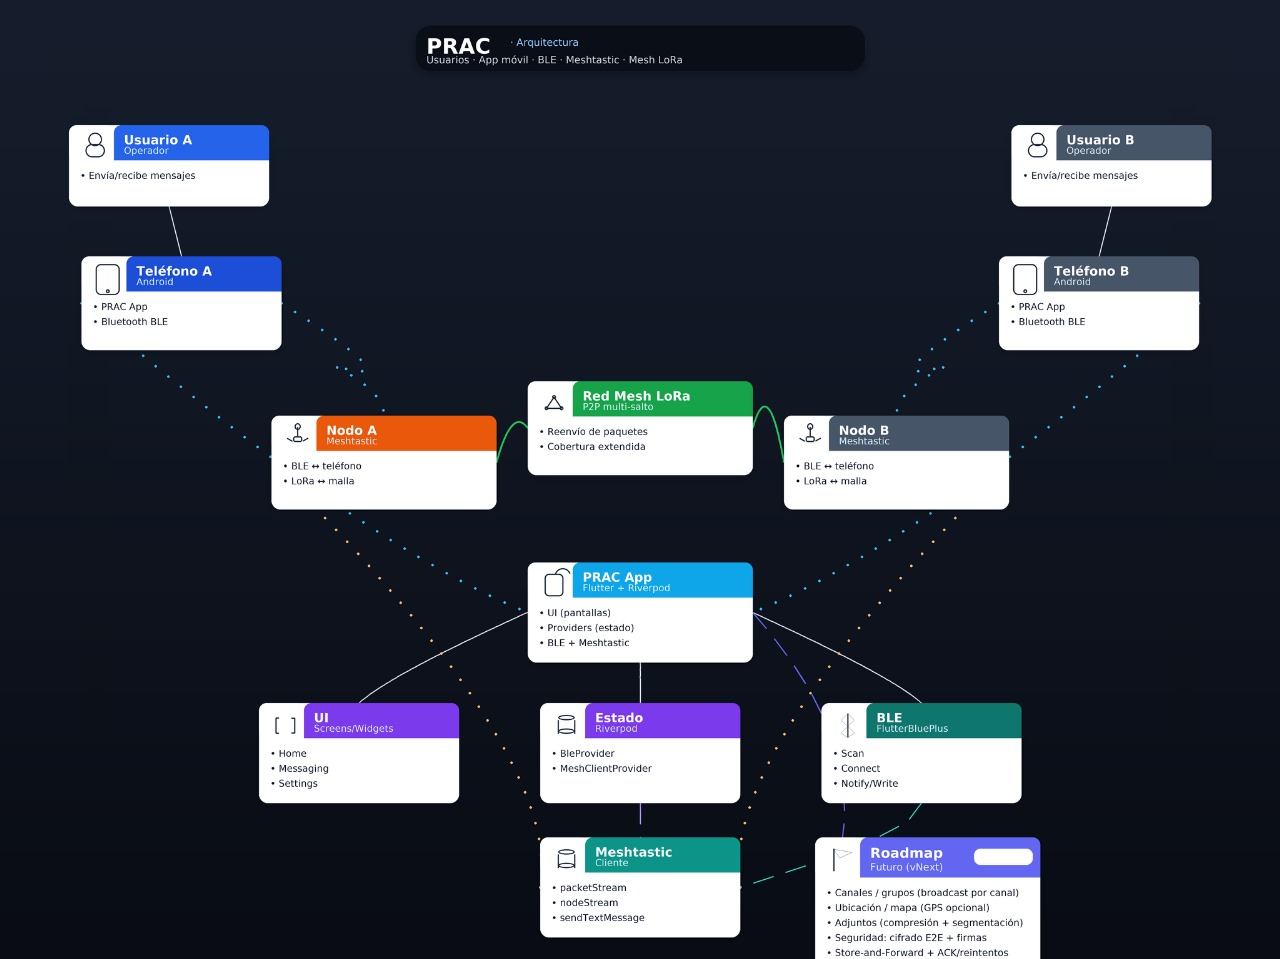 PRAC · Arquitectura
Usuarios · App móvil · BLE · Meshtastic · Mesh LoRa
Usuario A
Operador
• Envía/recibe mensajes
Usuario B
Operador
• Envía/recibe mensajes
Teléfono A
Android
• PRAC App
• Bluetooth BLE
Teléfono B
Android
• PRAC App
• Bluetooth BLE
Red Mesh LoRa
P2P multi-salto
• Reenvío de paquetes
• Cobertura extendida
Nodo A
Meshtastic
• BLE ↔ teléfono
• LoRa ↔ malla
Nodo B
Meshtastic
• BLE ↔ teléfono
• LoRa ↔ malla
PRAC App
Flutter + Riverpod
• UI (pantallas)
• Providers (estado)
• BLE + Meshtastic
UI
Screens/Widgets
• Home
• Messaging
• Settings
Estado
Riverpod
• BleProvider
• MeshClientProvider
BLE
FlutterBluePlus
• Scan
• Connect
• Notify/Write
Meshtastic
Cliente
• packetStream
• nodeStream
• sendTextMessage
Roadmap
Futuro (vNext)
• Canales / grupos (broadcast por canal)
• Ubicación / mapa (GPS opcional)
• Adjuntos (compresión + segmentación)
• Seguridad: cifrado E2E + firmas
• Store-and-Forward + ACK/reintentos